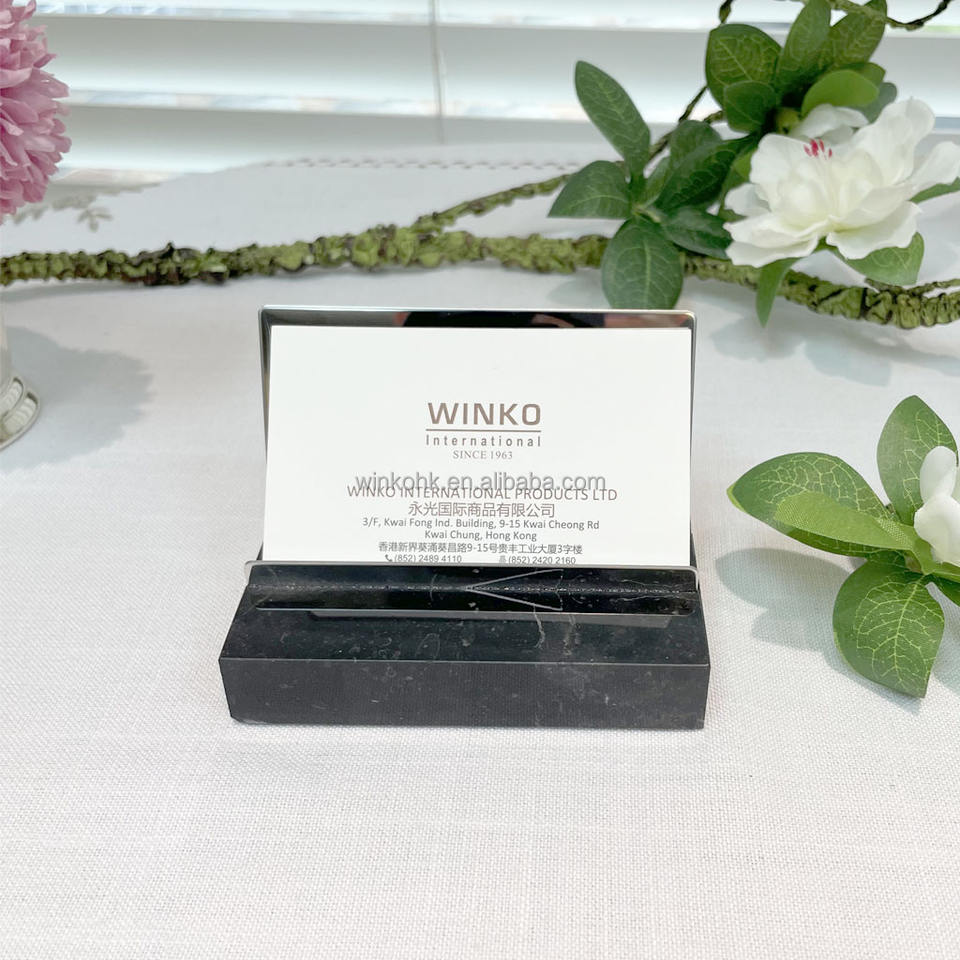 WINKO
International
SINCE 1963
winkohk.en.alibaba.com
WINKO INTERNATIONAL PRODUCTS LTD
永光国际商品有限公司
3/F, Kwai Fong Ind. Building, 9-15 Kwai Cheong Rd
Kwai Chung, Hong Kong
香港新界葵涌葵昌路9-15号贵丰工业大厦3字楼
(852) 2489 4110 (852) 2420 2160